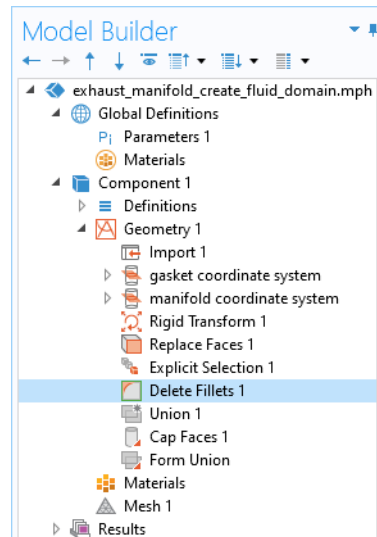 Model Builder
exhaust_manifold_create_fluid_domain.mph
Global Definitions
Pi Parameters 1
Materials
Component 1
Definitions
Geometry 1
Import 1
gasket coordinate system
manifold coordinate system
Rigid Transform 1
Replace Faces 1
Explicit Selection 1
Delete Fillets 1
Union 1
Cap Faces 1
Form Union
Materials
Mesh 1
Results